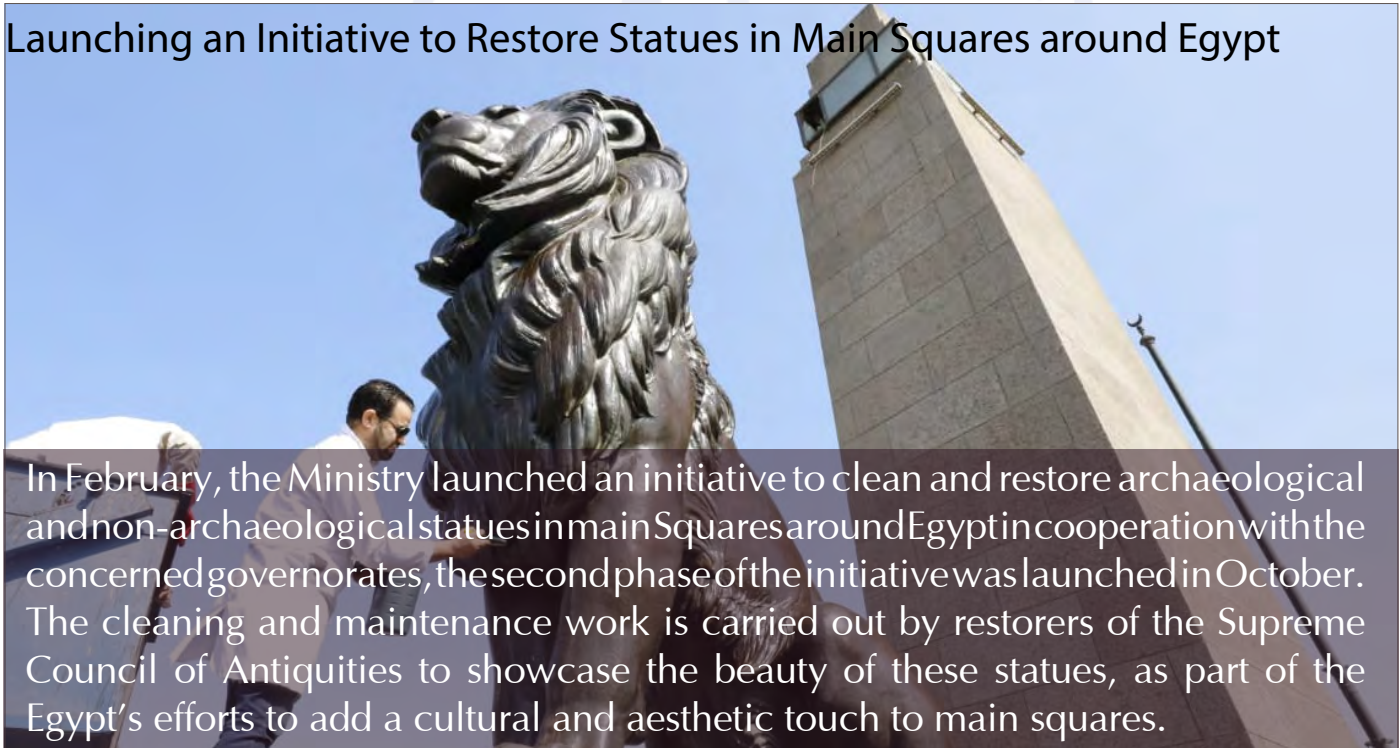 Launching an Initiative to Restore Statues in Main Squares around Egypt
In February, the Ministry launched an initiative to clean and restore archaeological
and non-archaeological statues in main Squares around Egypt in cooperation with the
concerned governorates, the second phase of the initiative was launched in October.
The cleaning and maintenance work is carried out by restorers of the Supreme
Council of Antiquities to showcase the beauty of these statues, as part of the
Egypt's efforts to add a cultural and aesthetic touch to main squares.